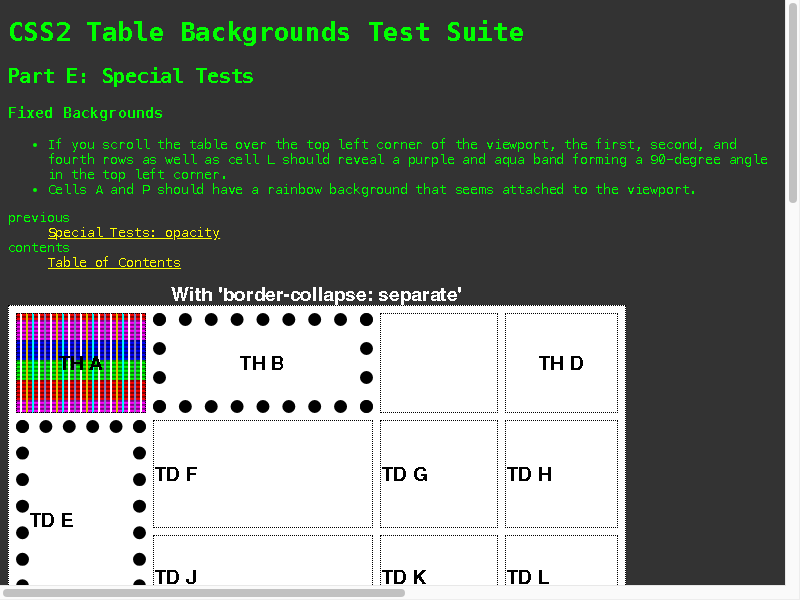 CSS2 Table Backgrounds Test Suite
Part E: Special Tests
Fixed Backgrounds
• If you scroll the table over the top left corner of the viewport, the first, second, and
fourth rows as well as cell L should reveal a purple and aqua band forming a 90-degree angle
in the top left corner.
• Cells A and P should have a rainbow background that seems attached to the viewport.
previous
Special Tests: opacity
contents
Table of Contents
With 'border-collapse: separate'
TH A
TH B
TH D
TD F
TD G
TD H
TD E
TD J
TD K
TD L